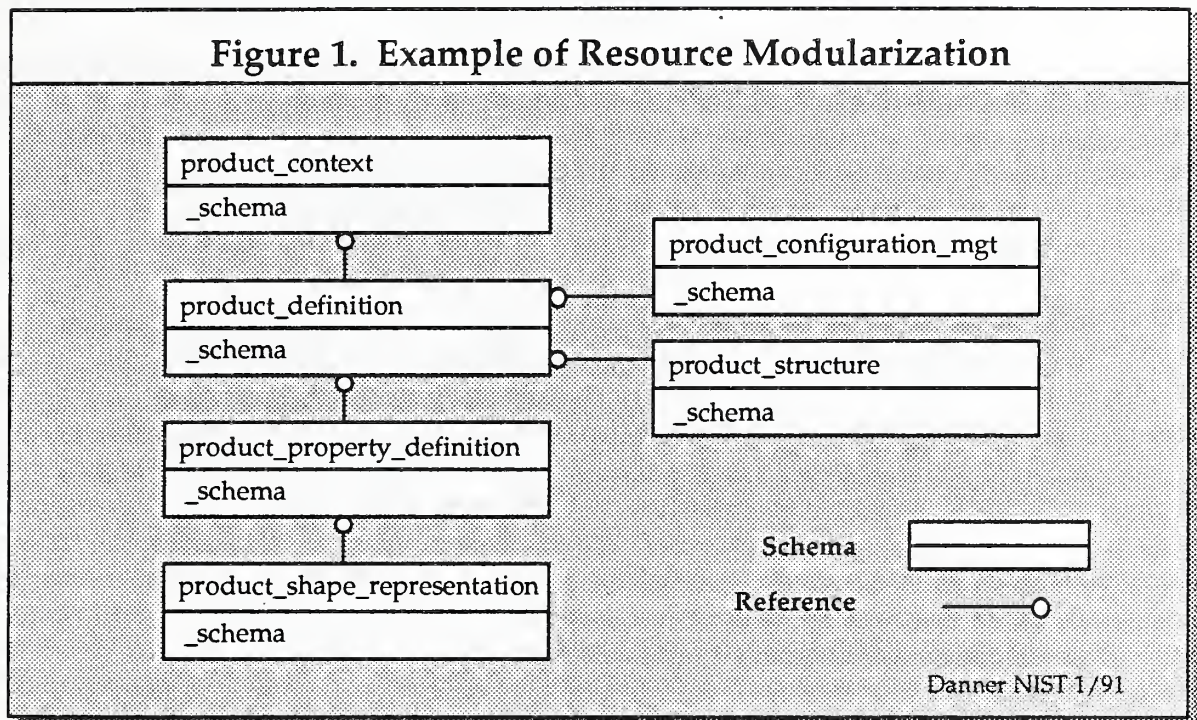 Figure 1. Example of Resource Modularization
product_context
_schema
product_definition
_schema
product_property_definition
_schema
product_shape_representation
_schema
product_configuration_mgt
_schema
product_structure
_schema
Schema
Reference
Danner NIST 1/91